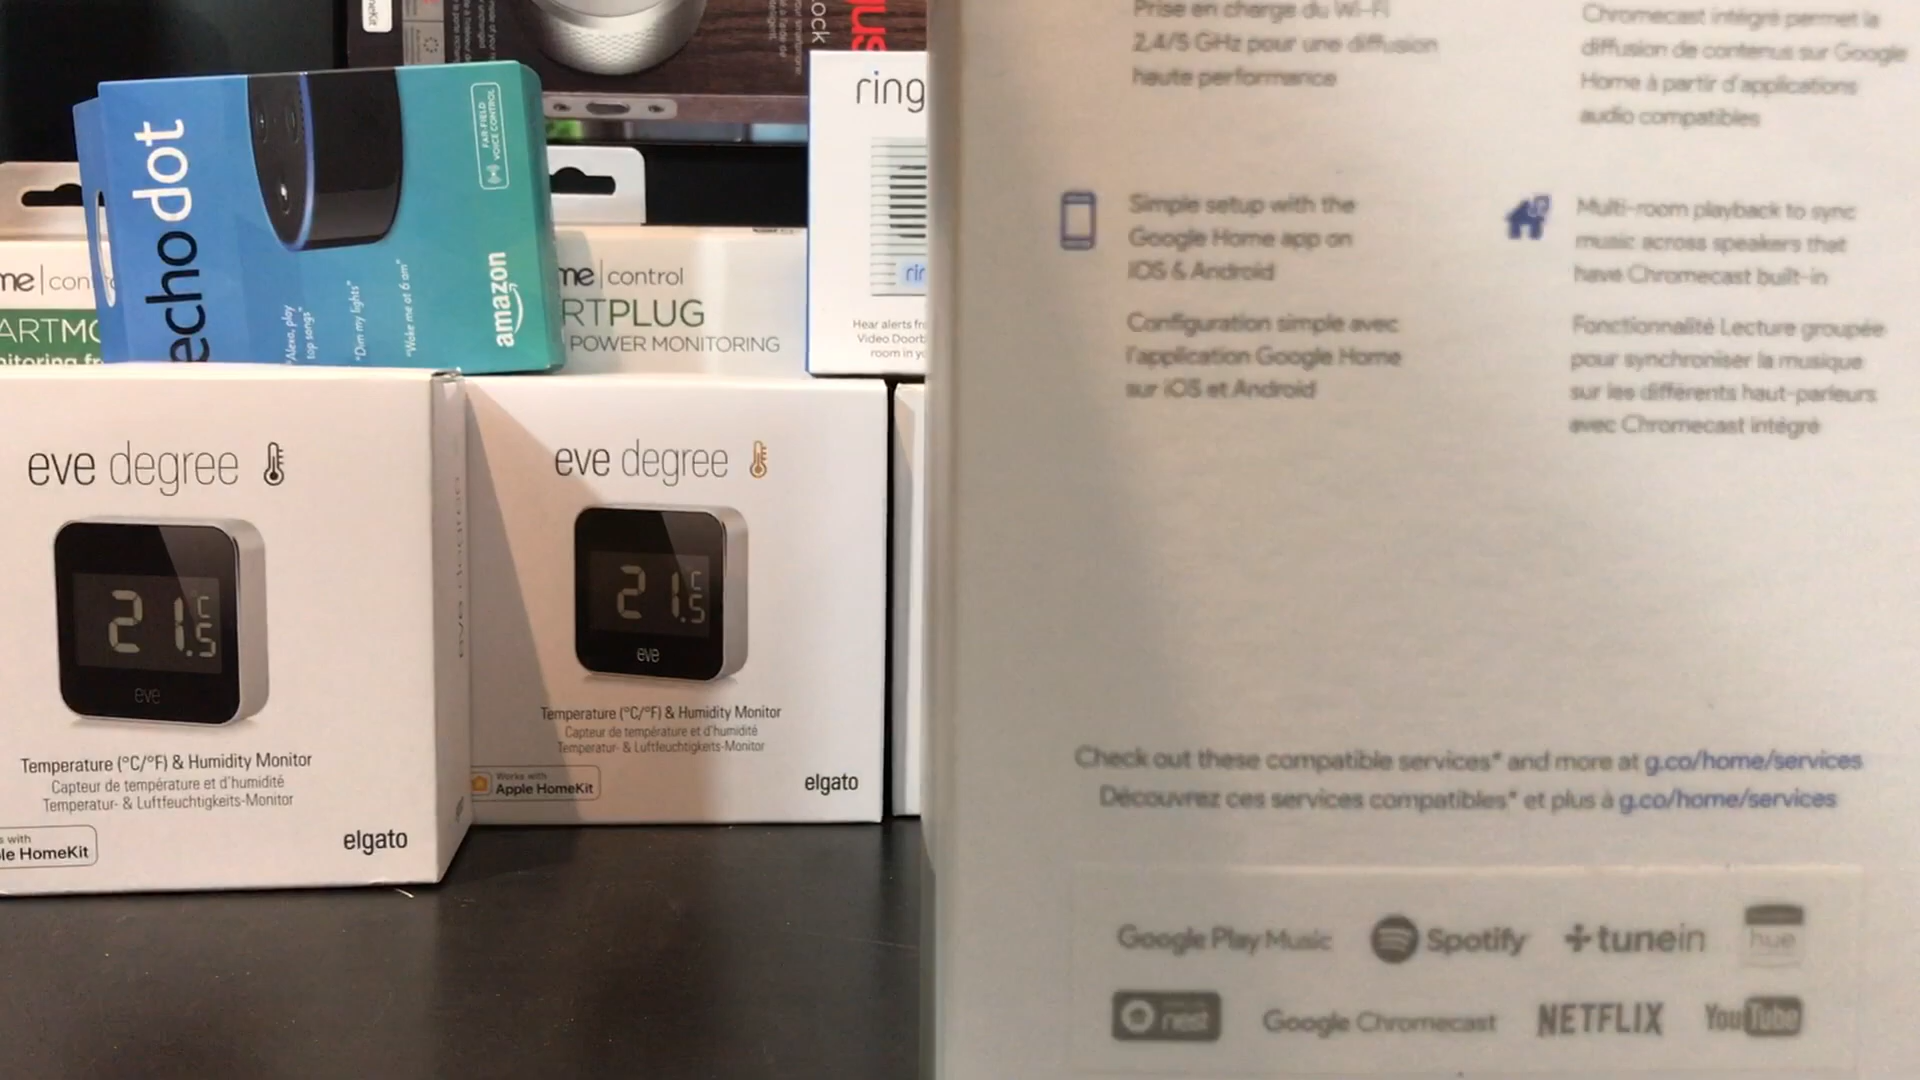 echo dot
"Alexa, play
top songs"
"Dim my lights"
"Wake me at 6 am"
amazon
FAR-FIELD
VOICE CONTROL
LOCK
ring
Hear alerts
Video
me|control
RTPLUG
POWER MONITORING
eve degree
21.5
°C
eve
Temperature (°C/°F) & Humidity Monitor
Capteur de température et d'humidité
Temperatur- & Luftfeuchtigkeits-Monitor
HomeKit
elgato
eve degree
21.5
°C
eve
Temperature (°C/°F) & Humidity Monitor
Capteur de température et d'humidité
Temperatur- & Luftfeuchtigkeits-Monitor
Works with
Apple HomeKit
elgato
Prise en charge du Wi-Fi
2,4/5 GHz pour une diffusion
haute performance
Chromecast intégré permet la
diffusion de contenus sur Google
Home à partir d'applications
audio compatibles
Simple setup with the
Google Home app on
iOS & Android
Configuration simple avec
l'application Google Home
sur iOS et Android
Multi-room playback to sync
music across speakers that
have Chromecast built-in
Fonctionnalité Lecture groupée
pour synchroniser la musique
sur les différents haut-parleurs
avec Chromecast intégré
Check out these compatible services* and more at g.co/home/services
Découvrez ces services compatibles* et plus à g.co/home/services
Google Play Music
Spotify
tunein
hue
nest
Google Chromecast
NETFLIX
YouTube